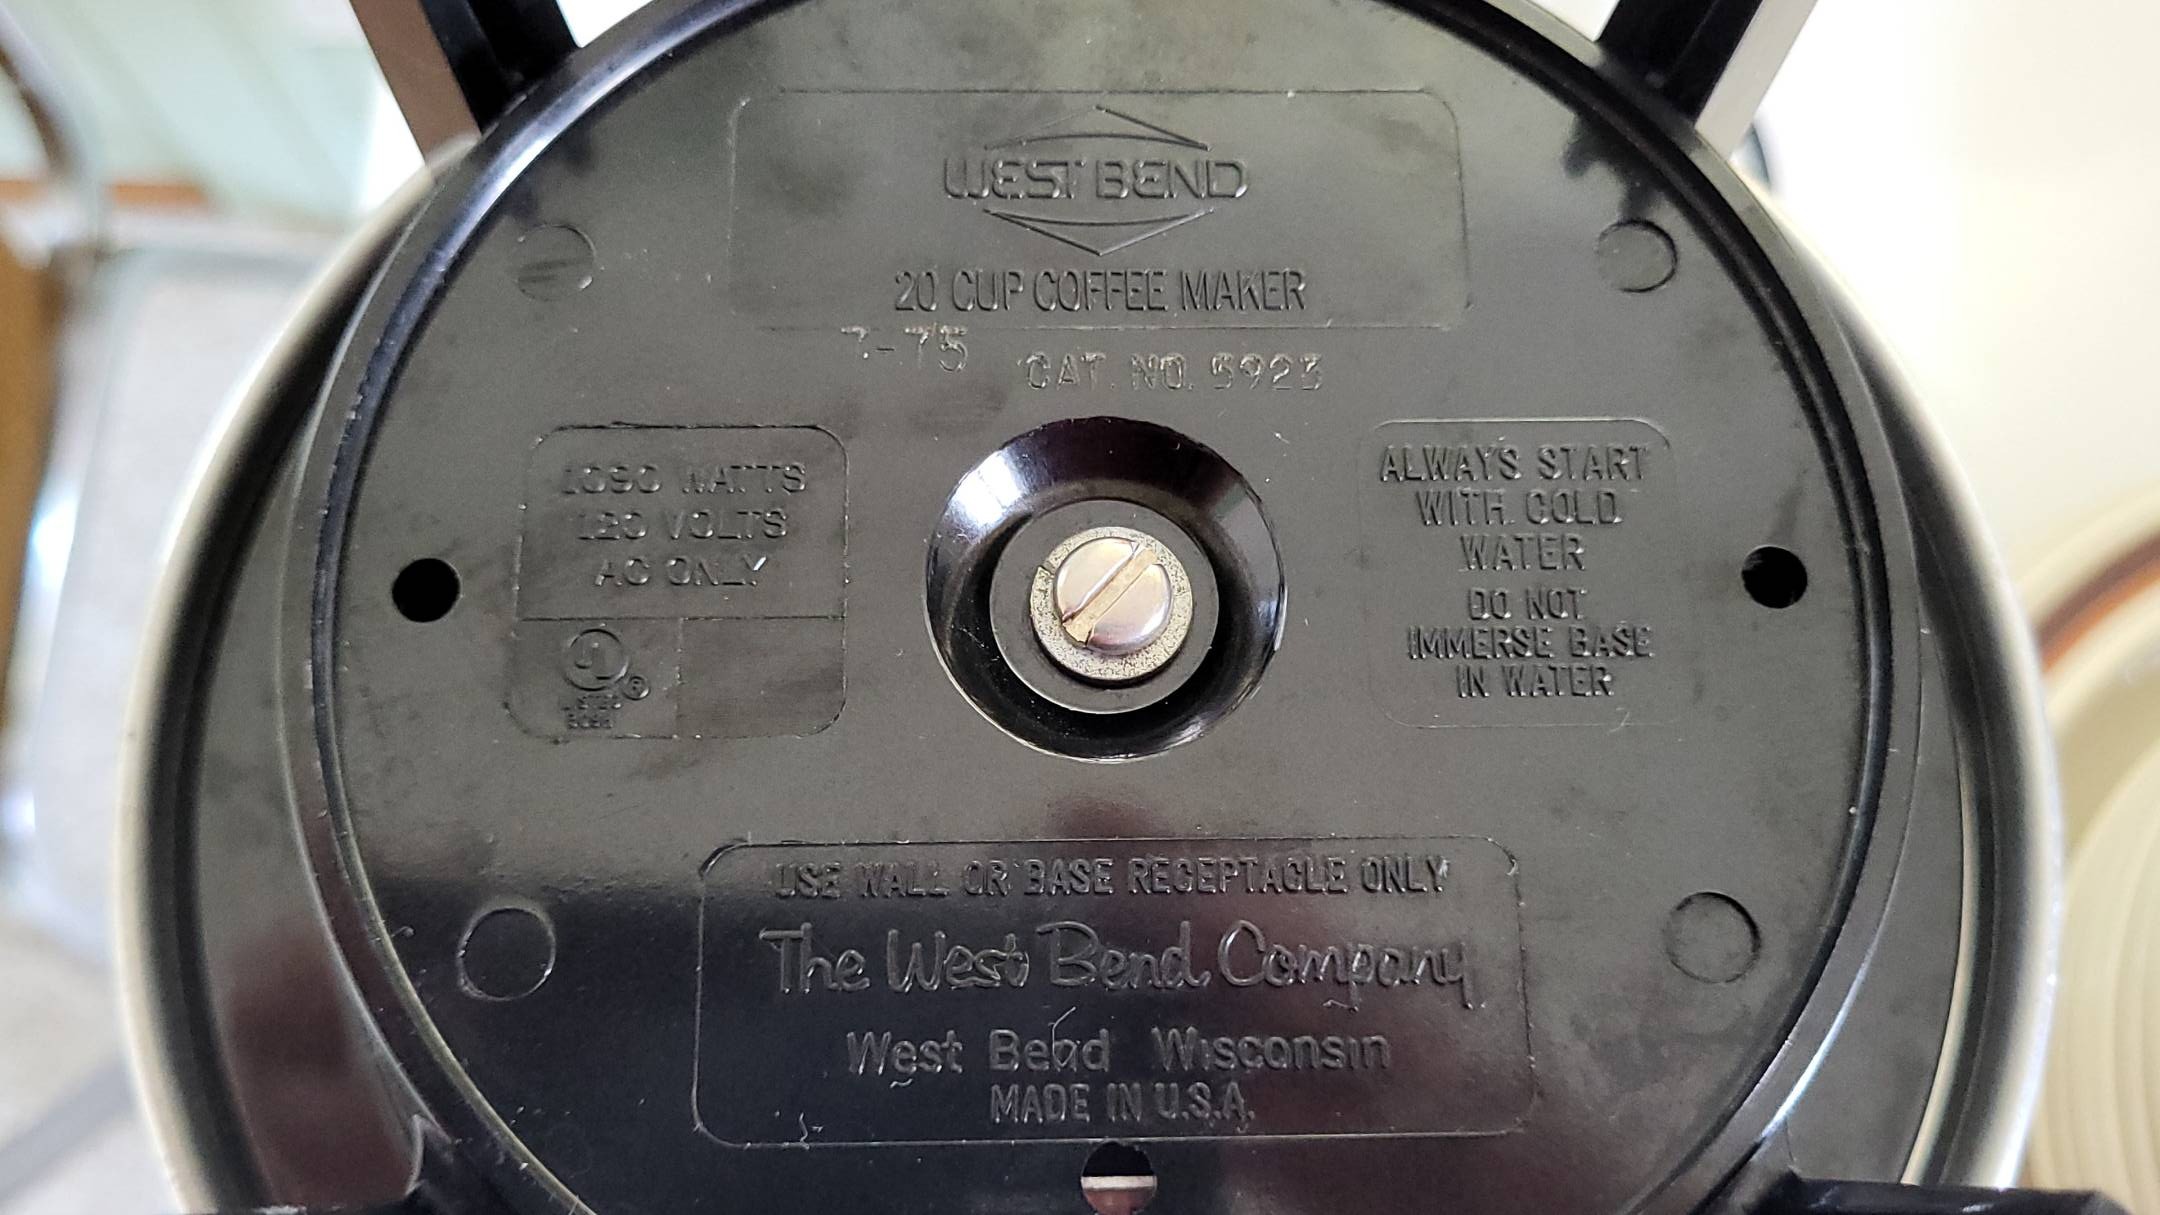 WEST BEND
20 CUP COFFEE MAKER
7-75
CAT. NO. 5923
1090 WATTS
120 VOLTS
AC ONLY
UL
®
LISTED
ALWAYS START
WITH COLD
WATER
DO NOT
IMMERSE BASE
IN WATER
USE WALL OR BASE RECEPTACLE ONLY
The West Bend Company
West Bend Wisconsin
MADE IN U.S.A.